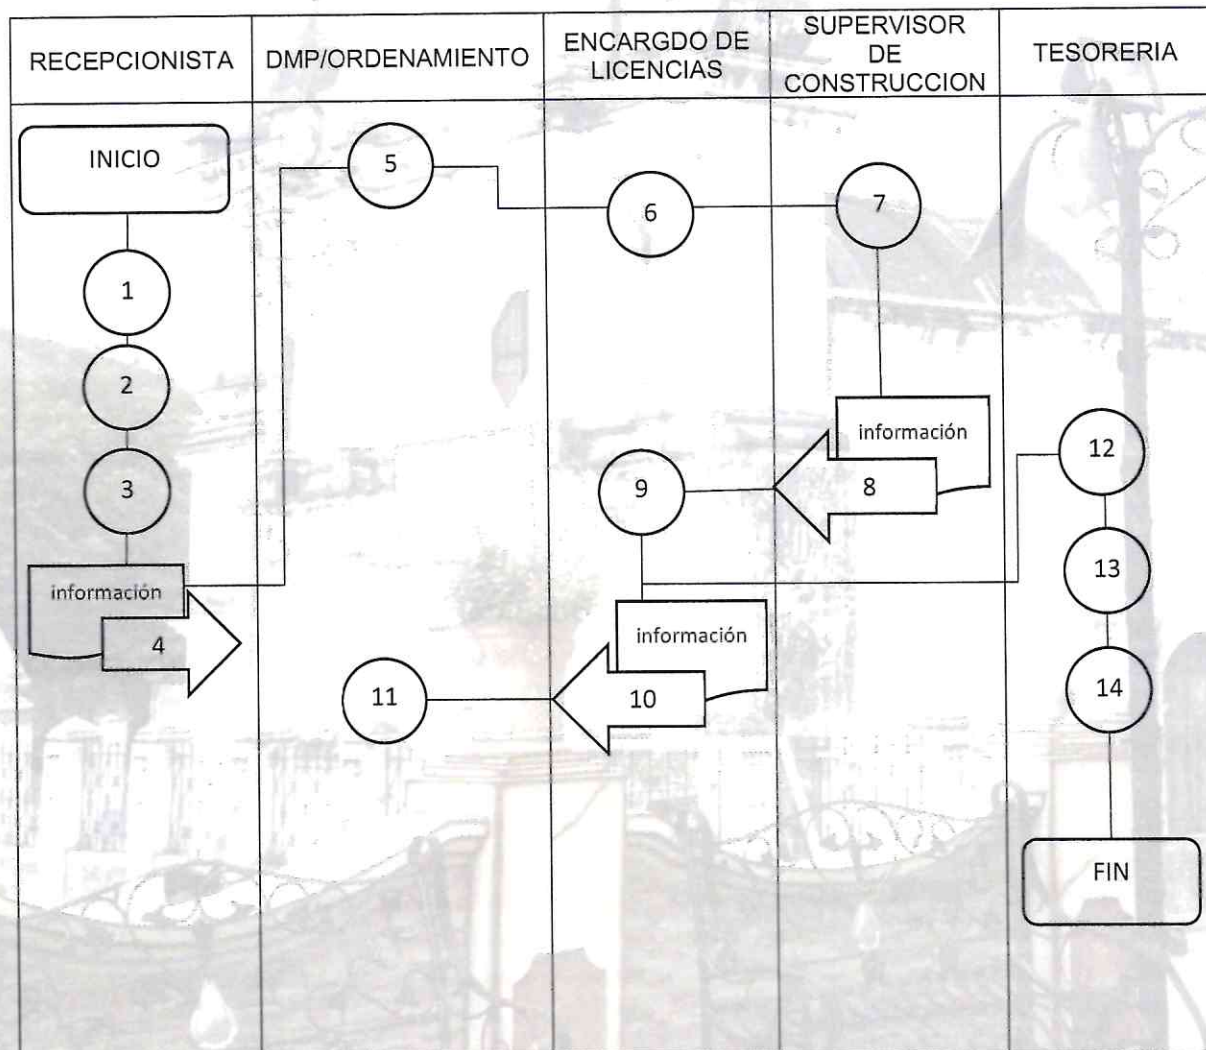 RECEPCIONISTA
DMP/ORDENAMIENTO
ENCARGDO DE
LICENCIAS
SUPERVISOR
DE
CONSTRUCCION
TESORERIA
INICIO
1
2
3
información
4
5
6
7
información
8
9
información
10
11
12
13
14
FIN